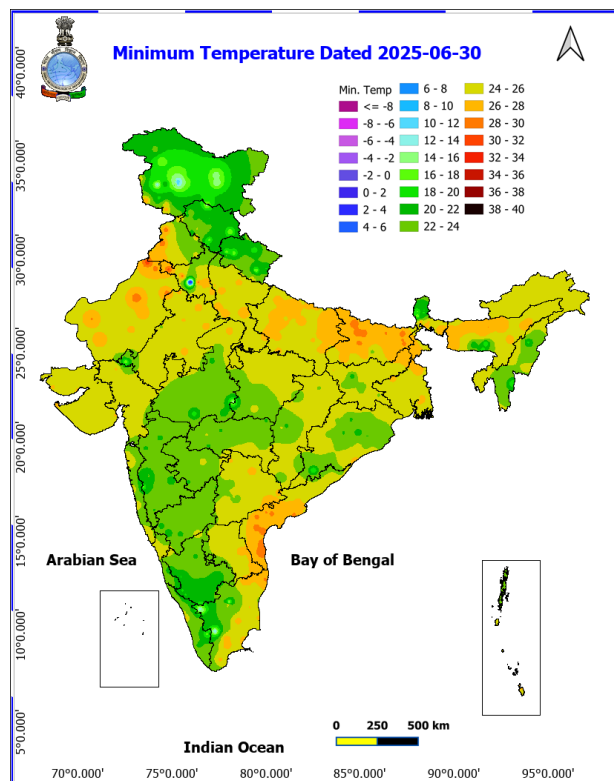 Minimum Temperature Dated 2025-06-30
Min. Temp
<= -8
-8 - -6
-6 - -4
-4 - -2
-2 - 0
0 - 2
2 - 4
4 - 6
6 - 8
8 - 10
10 - 12
12 - 14
14 - 16
16 - 18
18 - 20
20 - 22
22 - 24
24 - 26
26 - 28
28 - 30
30 - 32
32 - 34
34 - 36
36 - 38
38 - 40
40°0.000'
35°0.000'
30°0.000'
25°0.000'
20°0.000'
15°0.000'
10°0.000'
5°0.000'
Arabian Sea
Bay of Bengal
0 250 500 km
Indian Ocean
70°0.000' 75°0.000' 80°0.000' 85°0.000' 90°0.000' 95°0.000'